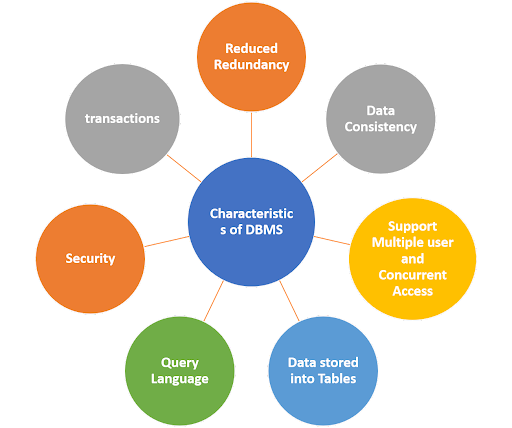 Reduced
Redundancy
Data
Consistency
Support
Multiple user
and
Concurrent
Access
Data stored
into Tables
Query
Language
Security
transactions
Characteristic
s of DBMS